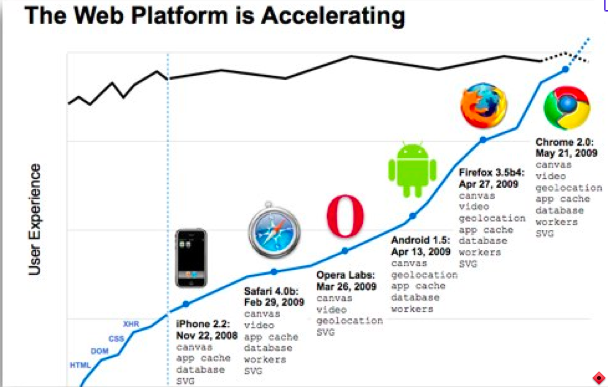 The Web Platform is Accelerating
User Experience
HTML
DOM
CSS
XHR
iPhone 2.2:
Nov 22, 2008
canvas
app cache
database
SVG
Safari 4.0b:
Feb 29, 2009
canvas
video
app cache
database
workers
SVG
Opera Labs:
Mar 26, 2009
canvas
video
geolocation
SVG
Android 1.5:
Apr 13, 2009
canvas
geolocation
app cache
database
workers
Firefox 3.5b4:
Apr 27, 2009
canvas
video
geolocation
app cache
database
workers
SVG
Chrome 2.0:
May 21, 2009
canvas
video
geolocation
app cache
database
workers
SVG